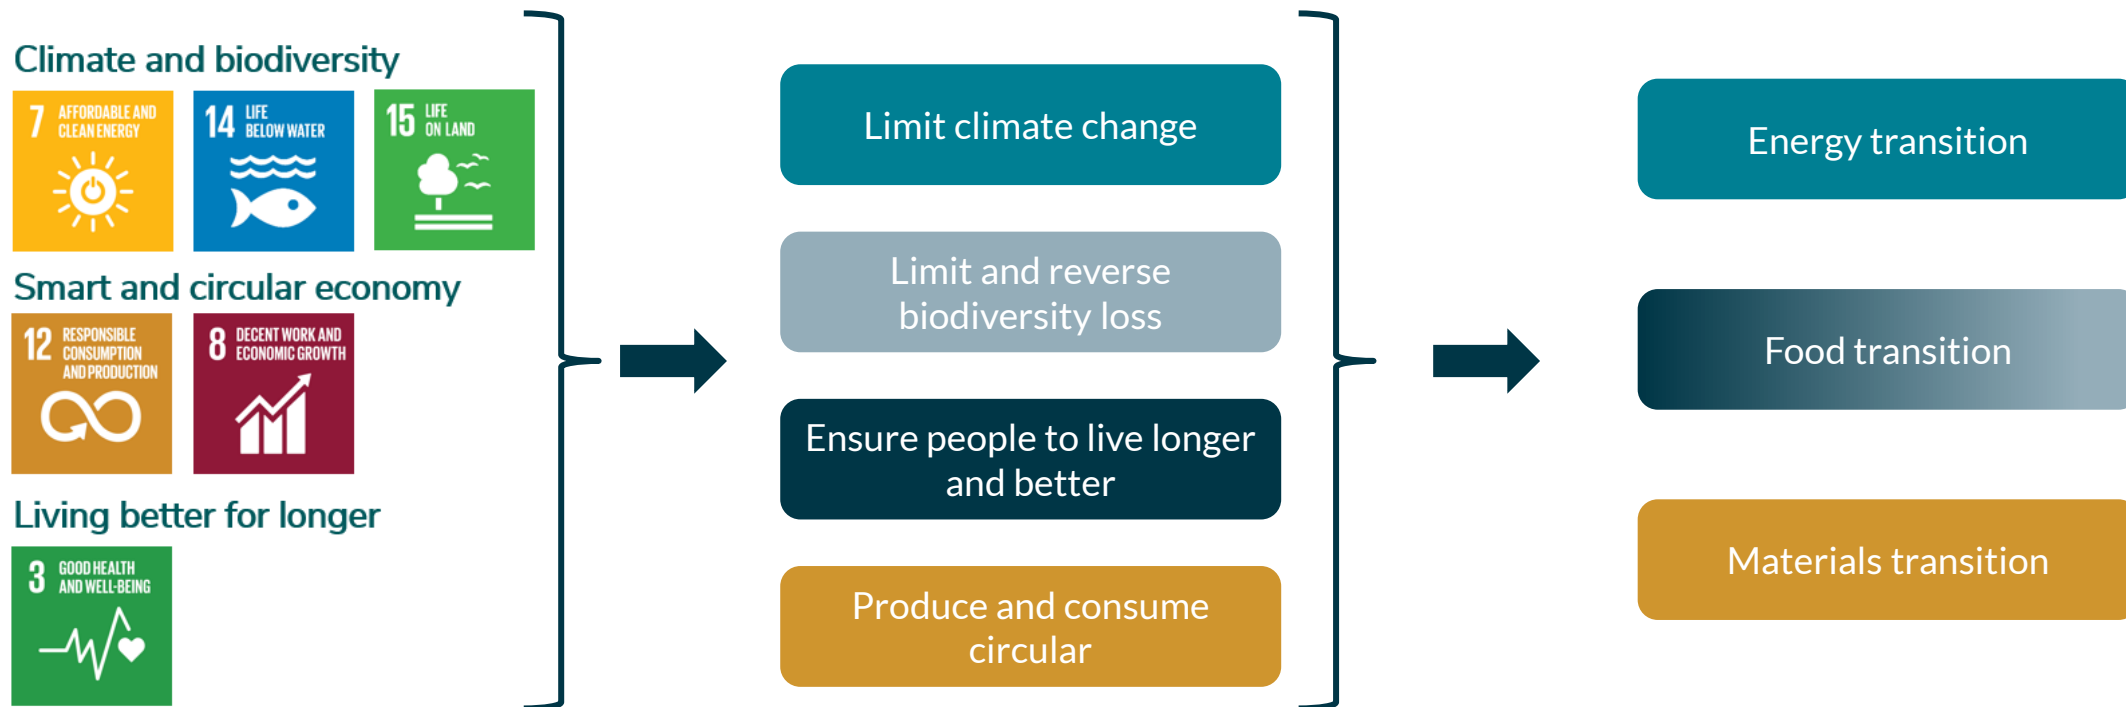 Climate and biodiversity
7 AFFORDABLE AND
CLEAN ENERGY
14 LIFE
BELOW WATER
15 LIFE
ON LAND
Smart and circular economy
12 RESPONSIBLE
CONSUMPTION
AND PRODUCTION
8 DECENT WORK AND
ECONOMIC GROWTH
Living better for longer
3 GOOD HEALTH
AND WELL-BEING
Limit climate change
Limit and reverse
biodiversity loss
Ensure people to live longer
and better
Produce and consume
circular
Energy transition
Food transition
Materials transition